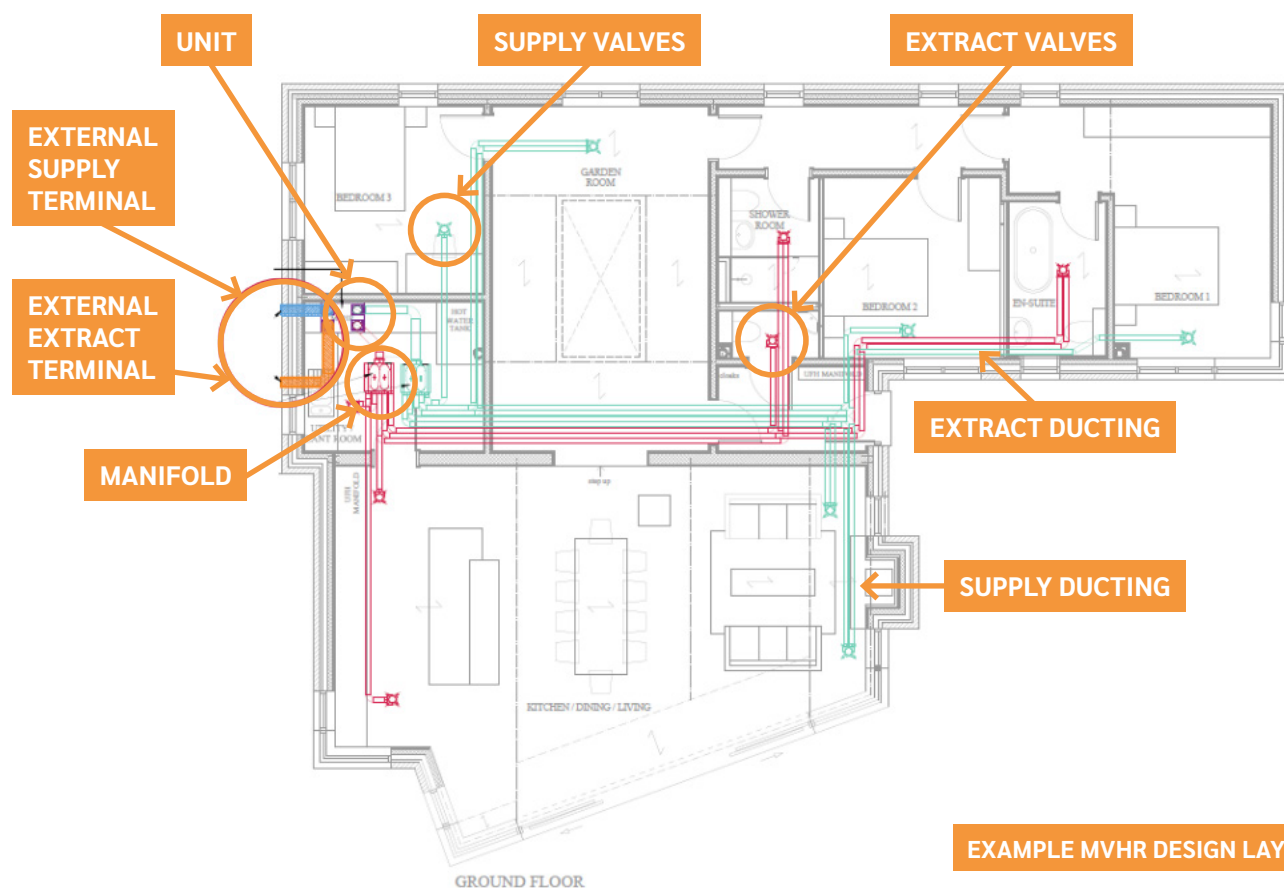 UNIT
SUPPLY VALVES
EXTRACT VALVES
EXTERNAL
SUPPLY
TERMINAL
EXTERNAL
EXTRACT
TERMINAL
MANIFOLD
EXTRACT DUCTING
SUPPLY DUCTING
BEDROOM 3
GARDEN
ROOM
SHOWER
ROOM
BEDROOM 2
EN-SUITE
BEDROOM 1
HOT
WATER
TANK
cloaks
UFH MANIFOLD
UTILITY
ANT ROOM
UFH
MANIFOLD
step up
KITCHEN / DINING / LIVING
GROUND FLOOR
EXAMPLE MVHR DESIGN LAY